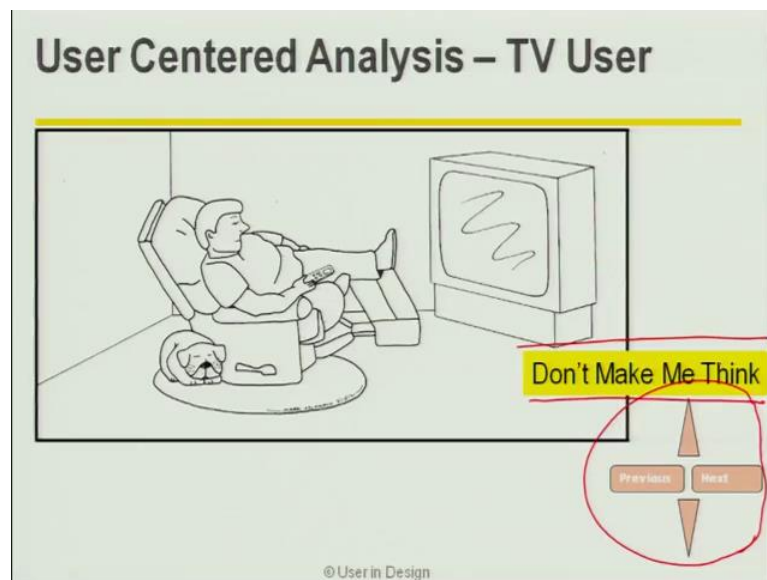 User Centered Analysis – TV User
Don't Make Me Think
Previous Next
© User in Design